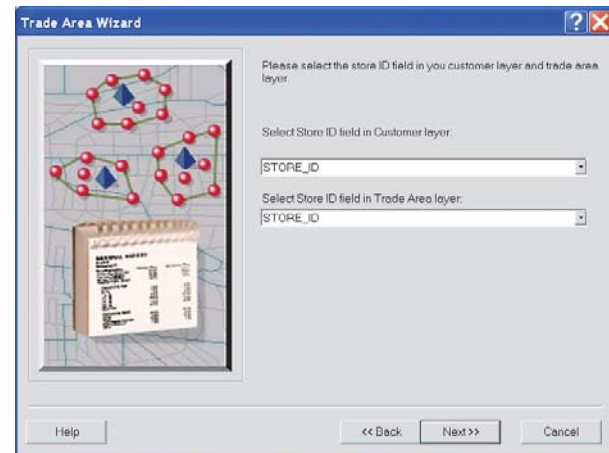 Trade Area Wizard
Please select the store ID field in you customer layer and trade area
layer.
Select Store ID field in Customer layer:
STORE_ID
Select Store ID field in Trade Area layer:
STORE_ID
Help
<< Back
Next >>
Cancel